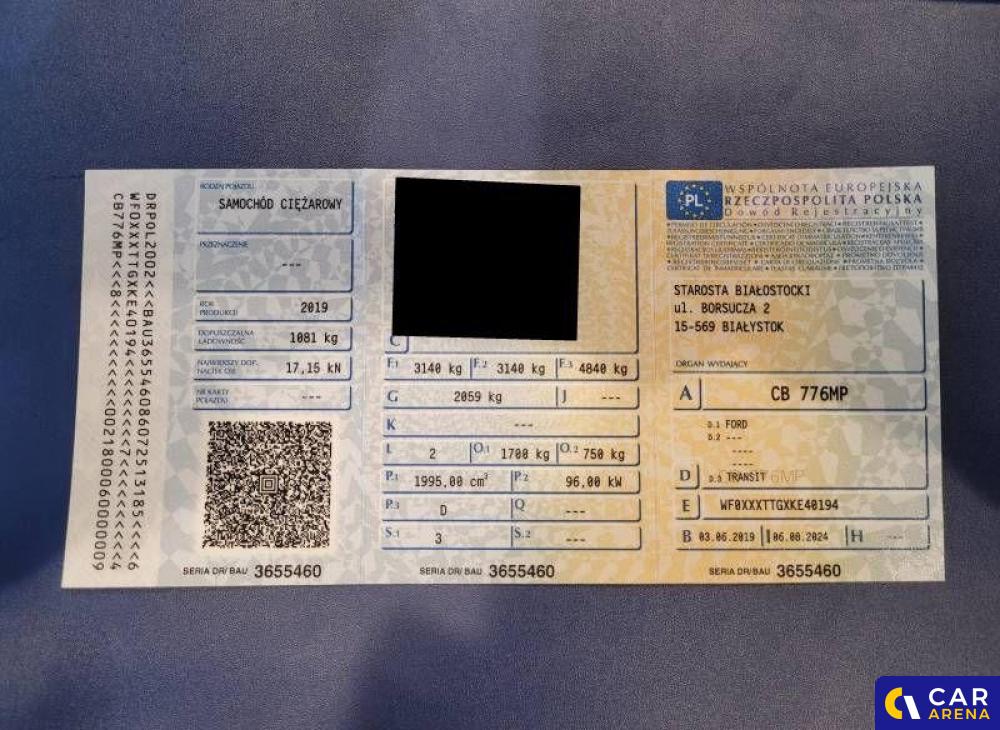 DRPOL2002<<<BAU36554608607251З185<<<<<6
WF0XXXTTGXKE40194<<<<<<<<7<<<<<<<<<<<<4
CB776MP<<<8<<<<<<<<<<<<0021800060000009
RODZAJ POJAZDU
SAMOCHÓD CIĘŻAROWY
PRZEZNACZENIE
---
ROK PRODUKCJI
2019
DOPUSZCZALNA ŁADOWNOŚĆ
1081 kg
NAJWIĘKSZY DOP. NACISK OSI
17,15 kN
NR KARTY POJAZDU
---
SERIA DR/BAU 3655460
C
F.1 3140 kg F.2 3140 kg F.3 4840 kg
G 2059 kg J ---
K ---
L 2 O.1 1700 kg O.2 750 kg
P.1 1995,00 cm³ P.2 96,00 kW
P.3 D Q ---
S.1 3 S.2 ---
SERIA DR/BAU 3655460
PL
WSPÓLNOTA EUROPEJSKA
RZECZPOSPOLITA POLSKA
Dowód Rejestracyjny
STAROSTA BIAŁOSTOCKI
ul. BORSUCZA 2
15-569 BIAŁYSTOK
ORGAN WYDAJĄCY
A CB 776MP
D.1 FORD
D.2 ---
----
----
D D.3 TRANSIT
E WF0XXXTTGXKE40194
B 03.06.2019 I 06.08.2024 H ---
SERIA DR/BAU 3655460
CAR
ARENA